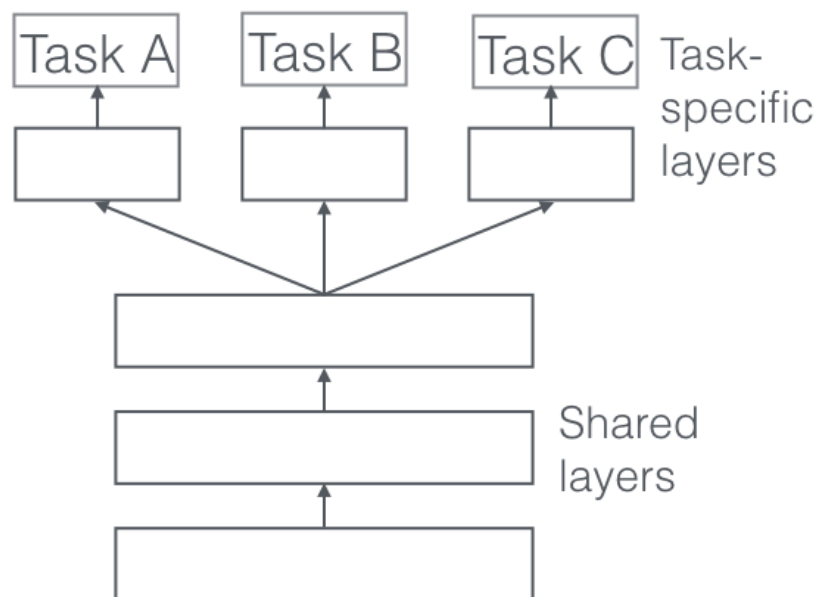 Task A
Task B
Task C
Task-
specific
layers
Shared
layers